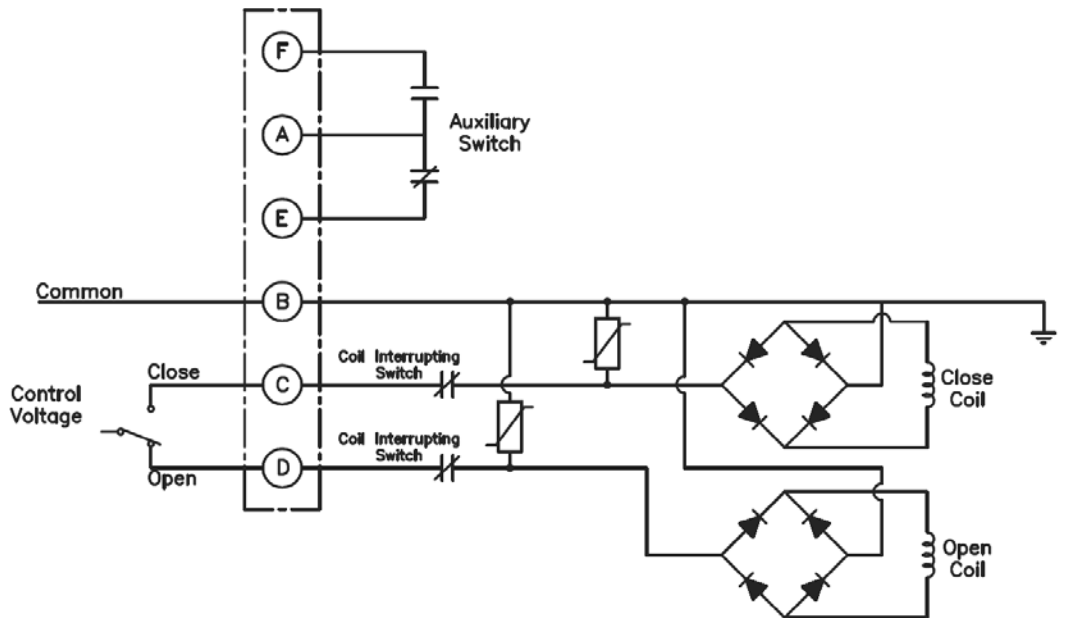 F
A
Auxiliary
Switch
E
Common
B
Close
C
Coil Interrupting
Switch
Control
Voltage
Close
Coil
Open
D
Coil Interrupting
Switch
Open
Coil